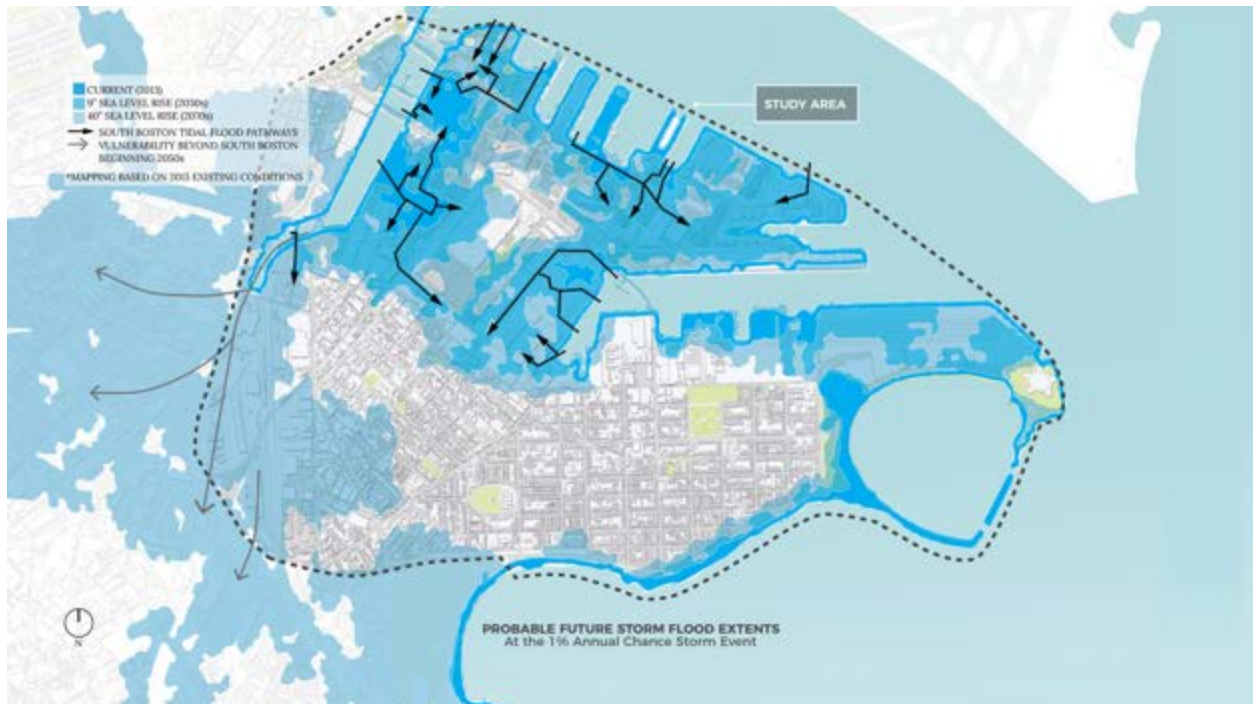 CURRENT (2013)
9" SEA LEVEL RISE (2030s)
40" SEA LEVEL RISE (2070s)
SOUTH BOSTON TIDAL FLOOD PATHWAYS
VULNERABILITY BEYOND SOUTH BOSTON
BEGINNING 2050s
*MAPPING BASED ON 2015 EXISTING CONDITIONS
STUDY AREA
N
PROBABLE FUTURE STORM FLOOD EXTENTS
At the 1% Annual Chance Storm Event